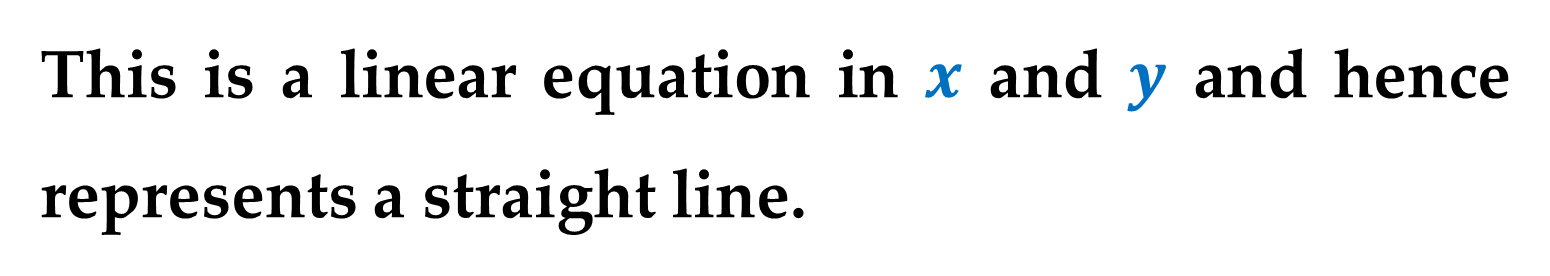 This is a linear equation in x and y and hence
represents a straight line.